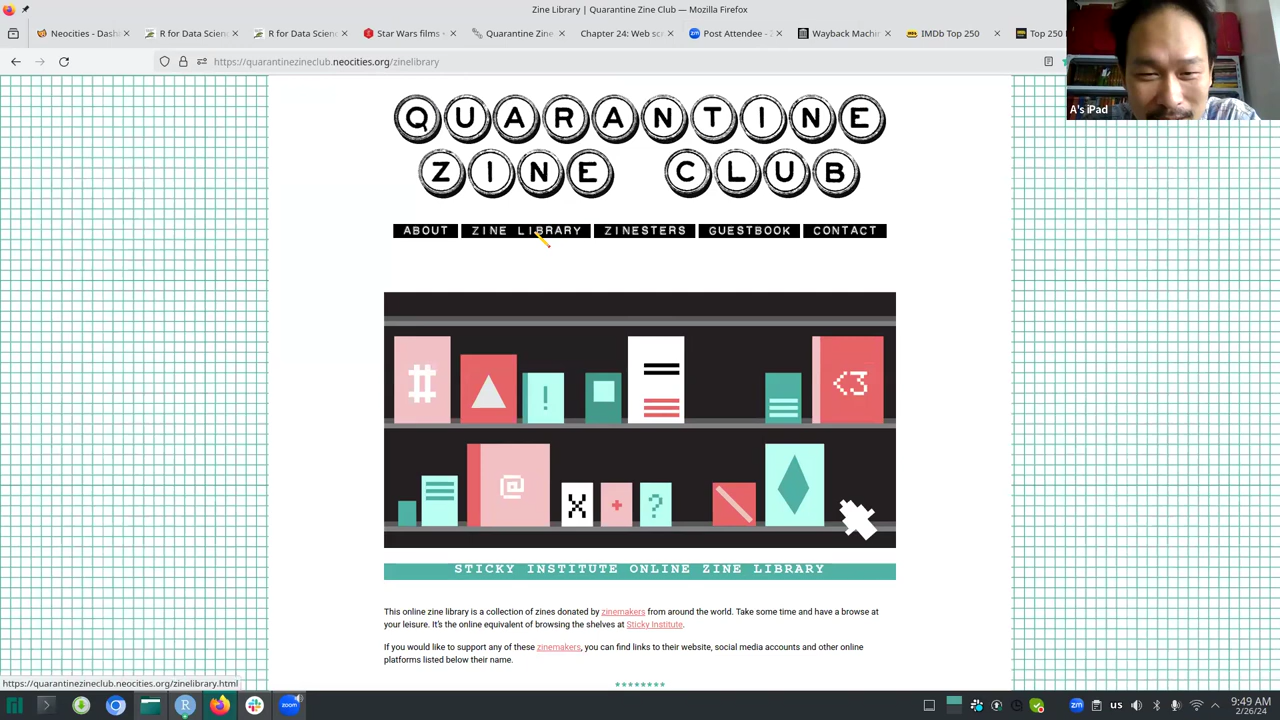 Zine Library | Quarantine Zine Club — Mozilla Firefox
Neocities - Dash
R for Data Scien
R for Data Scien
Star Wars films
Quarantine Zine
Chapter 24: Web sc
Post Attendee -
Wayback Machin
IMDb Top 250
Top 250
https://quarantinezineclub.neocities.org/zinelibrary
A's iPad
QUARANTINE
ZINE CLUB
ABOUT
ZINE LIBRARY
ZINESTERS
GUESTBOOK
CONTACT
# ! <3
@ X + ?
STICKY INSTITUTE ONLINE ZINE LIBRARY
This online zine library is a collection of zines donated by zinemakers from around the world. Take some time and have a browse at
your leisure. It's the online equivalent of browsing the shelves at Sticky Institute.
If you would like to support any of these zinemakers, you can find links to their website, social media accounts and other online
platforms listed below their name.
********
https://quarantinezineclub.neocities.org/zinelibrary.html
zoom
zm
us
9:49 AM
2/26/24